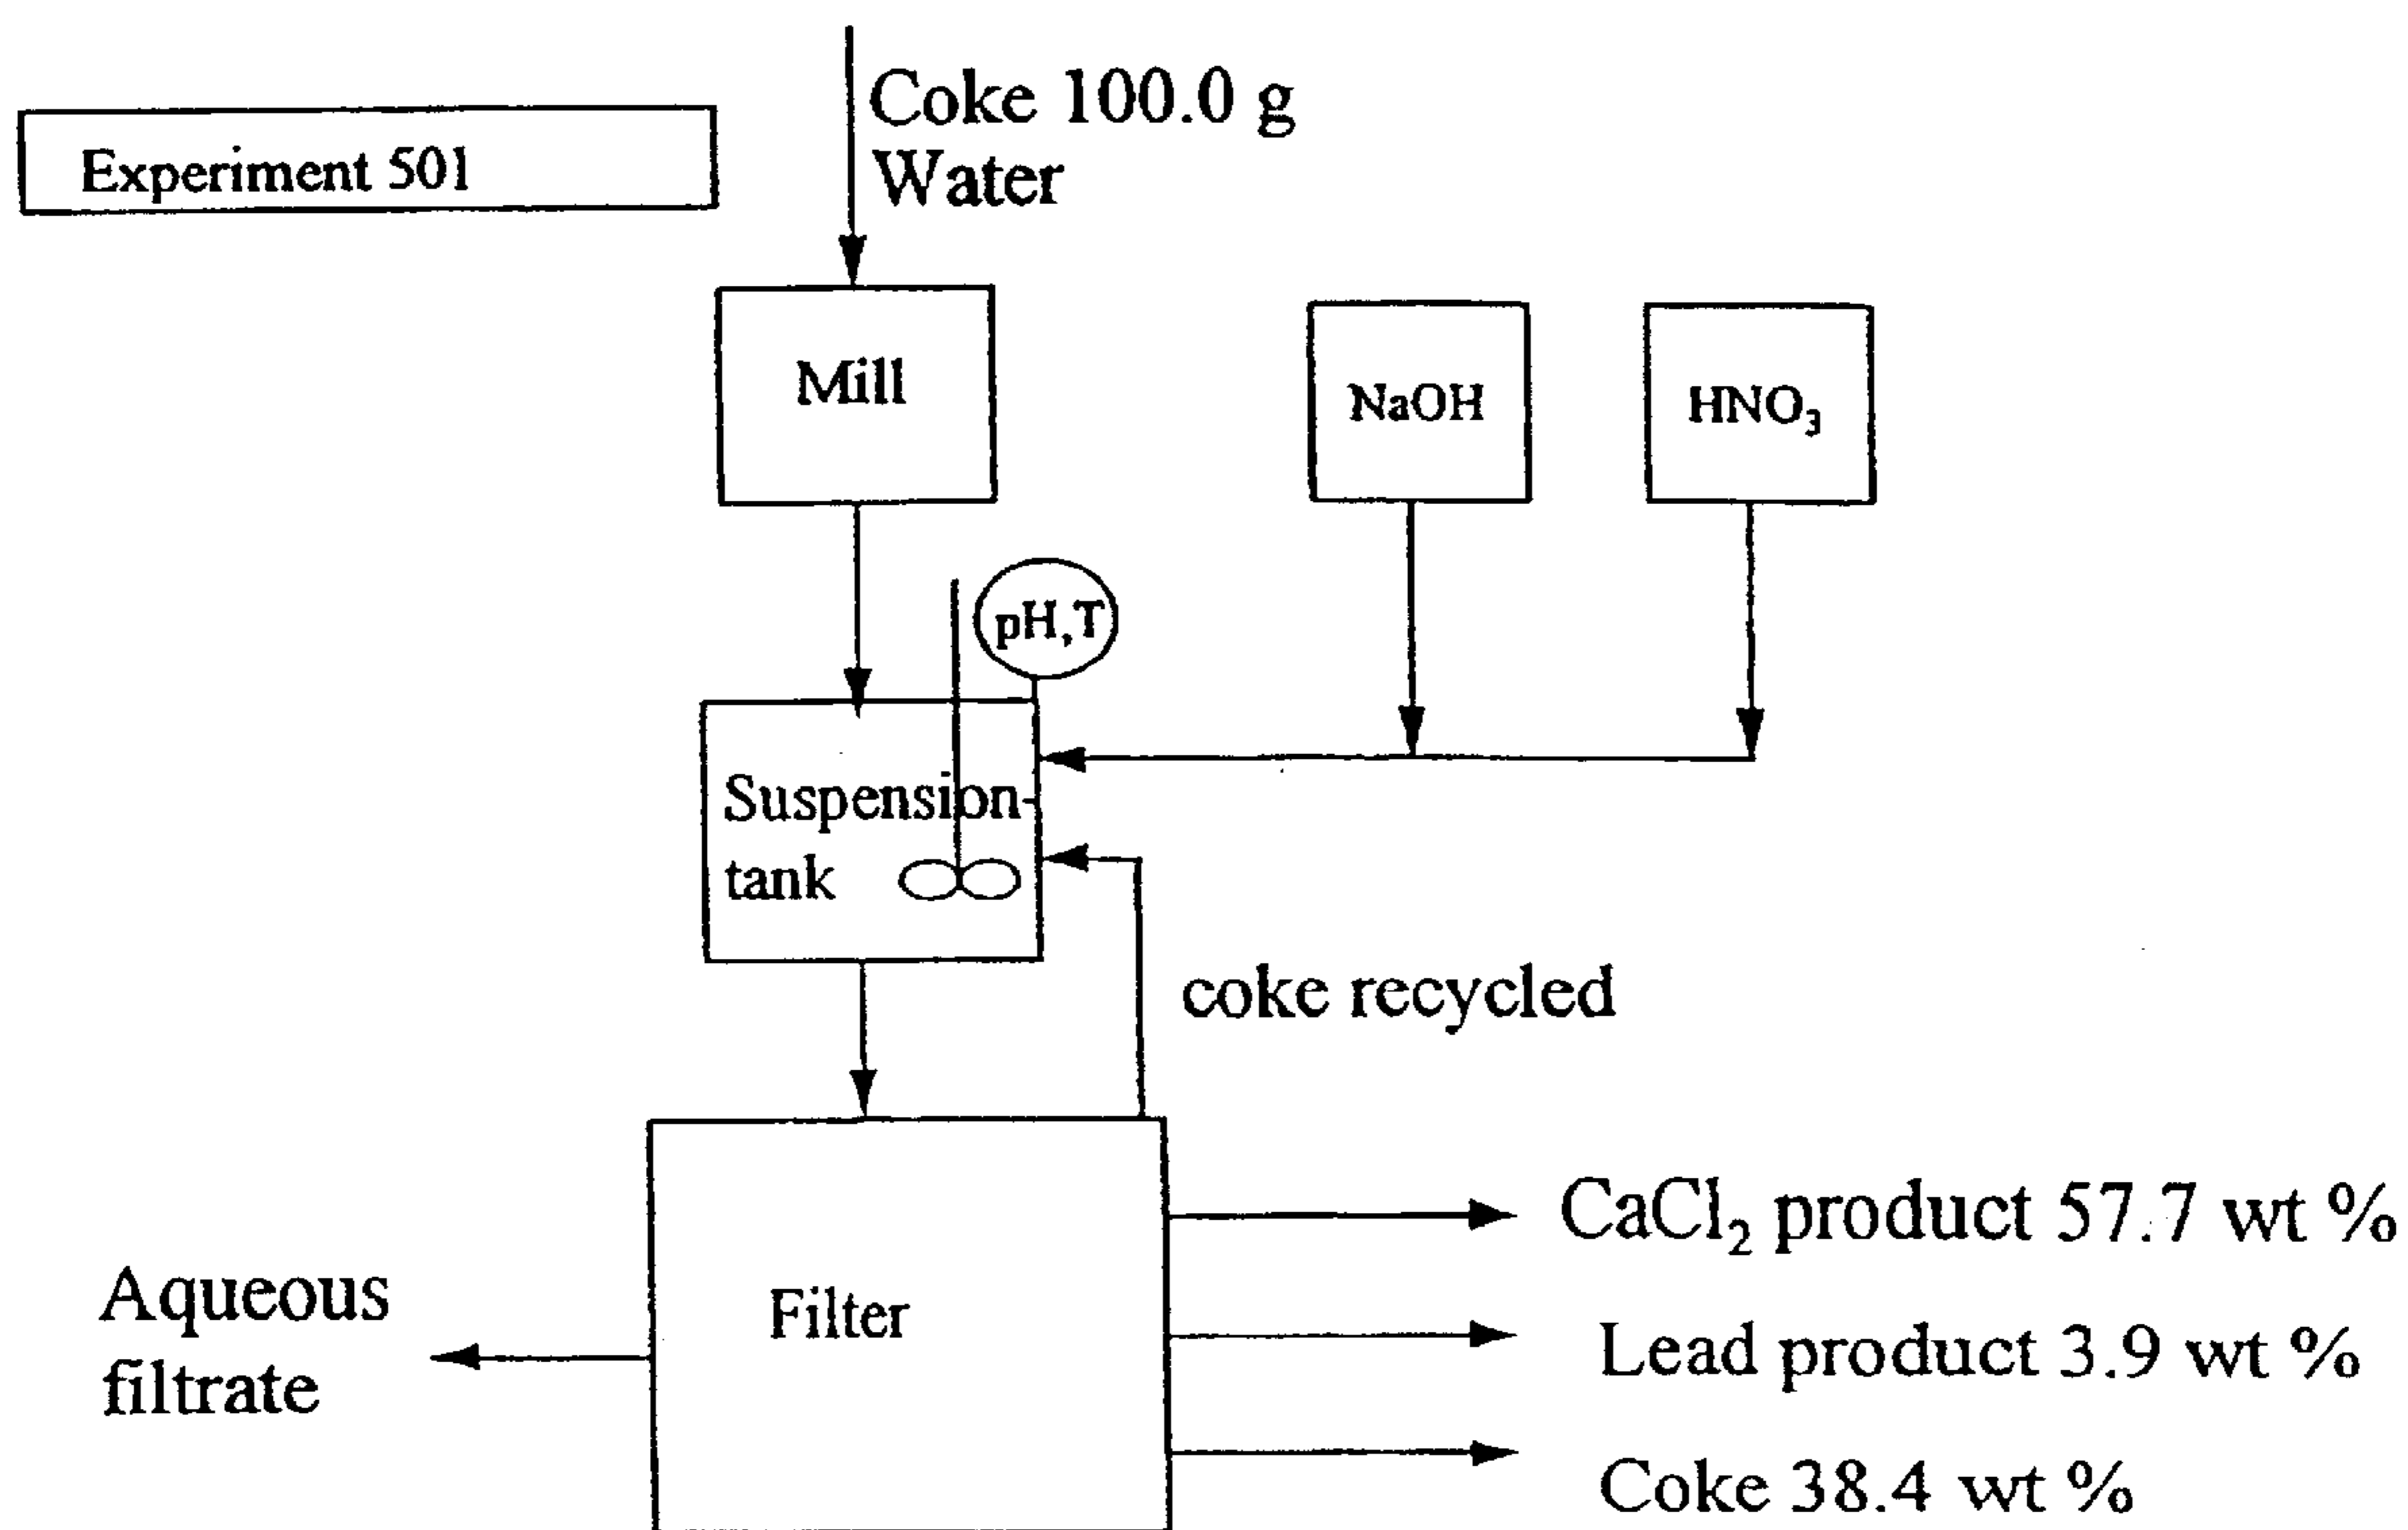 Experiment 501
Coke 100.0 g
Water
Mill
NaOH
HNO₃
pH,T
Suspension-
tank
coke recycled
Filter
Aqueous
filtrate
CaCl₂ product 57.7 wt %
Lead product 3.9 wt %
Coke 38.4 wt %